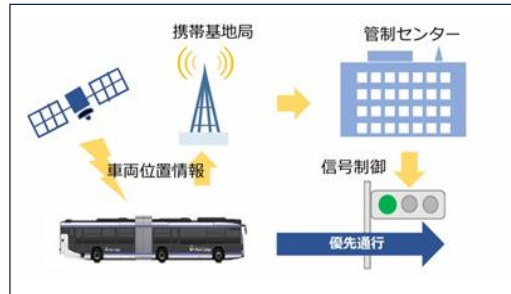 携帯基地局
管制センター
車両位置情報
信号制御
優先通行